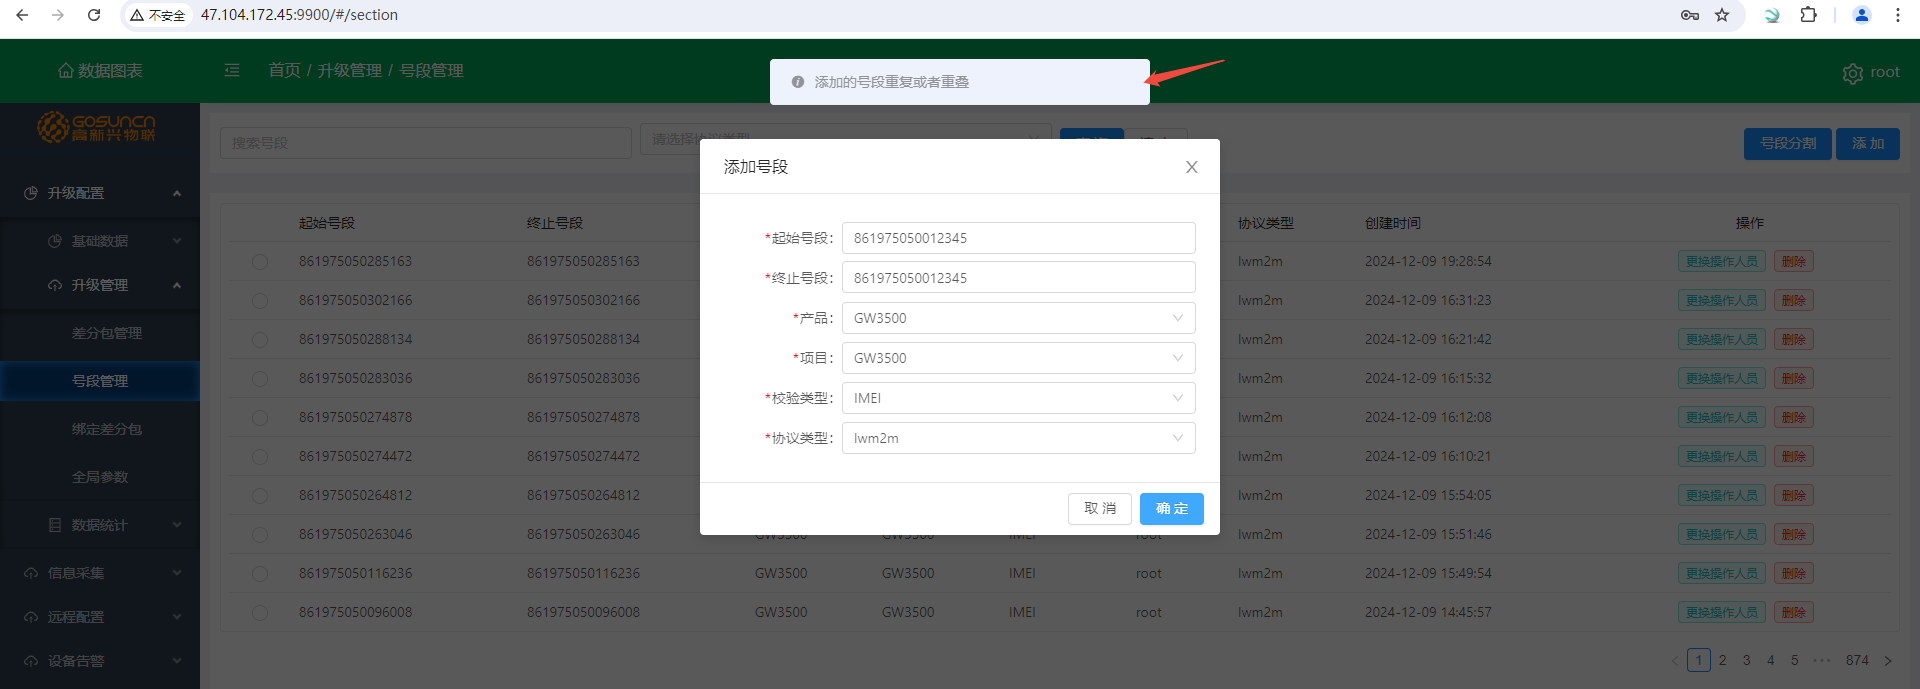 不安全 47.104.172.45:9900/#/section
数据图表 首页 / 升级管理 / 号段管理 root
添加的号段重复或者重叠
GOSUNCN
高新兴物联
搜索号段 请选择协议类型 号段分割 添 加
升级配置
基础数据
升级管理
差分包管理
号段管理
绑定差分包
全局参数
数据统计
信息采集
远程配置
设备告警
添加号段
*起始号段: 861975050012345
*终止号段: 861975050012345
*产品: GW3500
*项目: GW3500
*校验类型: IMEI
*协议类型: lwm2m
取 消 确 定
起始号段 终止号段 协议类型 创建时间 操作
861975050285163 861975050285163 lwm2m 2024-12-09 19:28:54 更换操作人员 删除
861975050302166 861975050302166 lwm2m 2024-12-09 16:31:23 更换操作人员 删除
861975050288134 861975050288134 lwm2m 2024-12-09 16:21:42 更换操作人员 删除
861975050283036 861975050283036 lwm2m 2024-12-09 16:15:32 更换操作人员 删除
861975050274878 861975050274878 lwm2m 2024-12-09 16:12:08 更换操作人员 删除
861975050274472 861975050274472 lwm2m 2024-12-09 16:10:21 更换操作人员 删除
861975050264812 861975050264812 lwm2m 2024-12-09 15:54:05 更换操作人员 删除
861975050263046 861975050263046 GW3500 GW3500 IMEI root lwm2m 2024-12-09 15:51:46 更换操作人员 删除
861975050116236 861975050116236 GW3500 GW3500 IMEI root lwm2m 2024-12-09 15:49:54 更换操作人员 删除
861975050096008 861975050096008 GW3500 GW3500 IMEI root lwm2m 2024-12-09 14:45:57 更换操作人员 删除
1 2 3 4 5 ••• 874